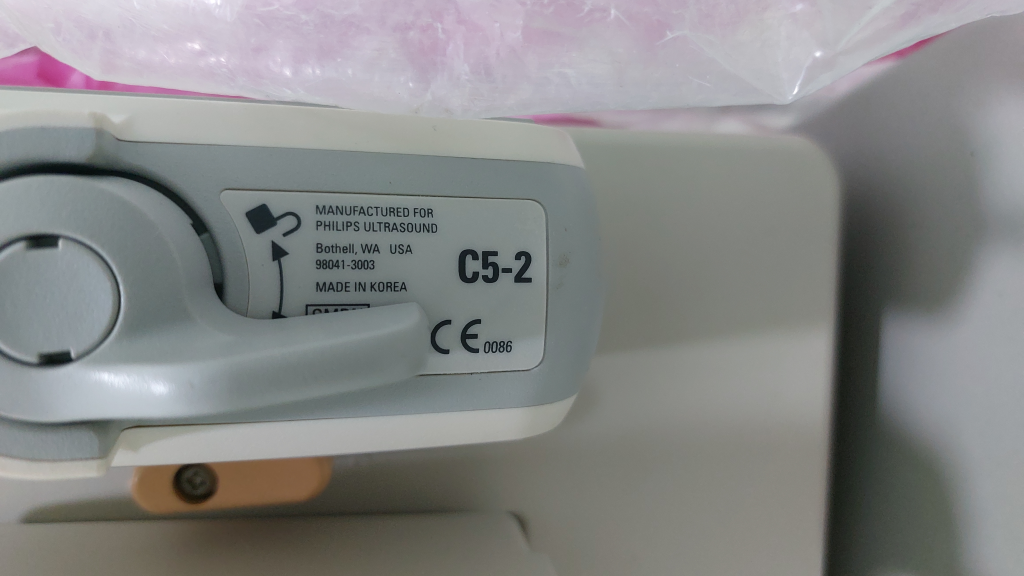 MANUFACTURED FOR
PHILIPS ULTRASOUND
Bothell, WA USA
98041-3003
MADE IN KOREA
C5-2
CE 0086